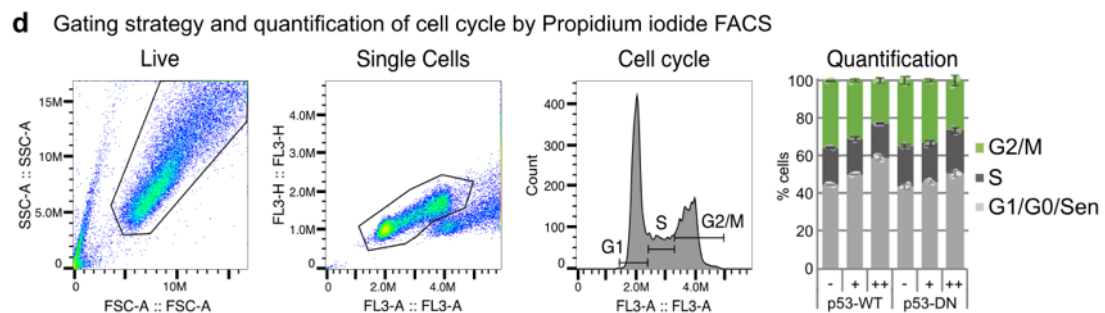 d Gating strategy and quantification of cell cycle by Propidium iodide FACS
Live
SSC-A :: SSC-A
15M
10M
5.0M
0
0 10M
FSC-A :: FSC-A
Single Cells
FL3-H :: FL3-H
4.0M
3.0M
2.0M
1.0M
0
0 2.0M 4.0M
FL3-A :: FL3-A
Cell cycle
Count
400
300
200
100
0
G1 S G2/M
0 2.0M 4.0M
FL3-A :: FL3-A
Quantification
% cells
100
80
60
40
20
0
- + ++ - + ++
p53-WT p53-DN
G2/M
S
G1/G0/Sen